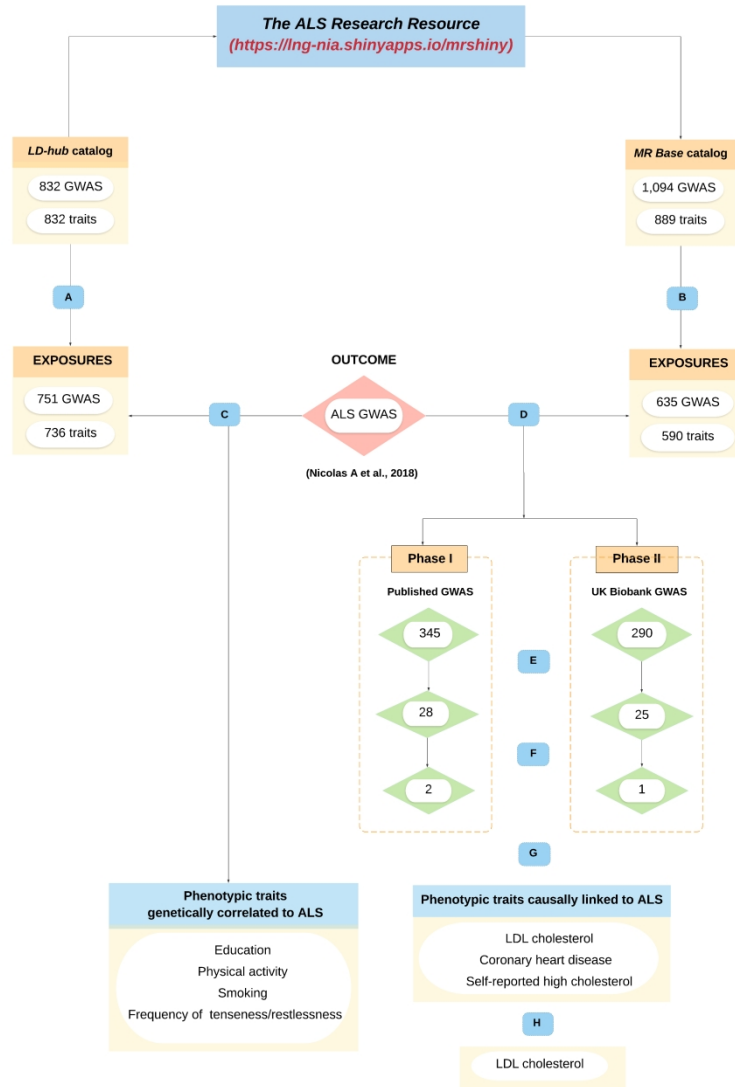 The ALS Research Resource
(https://lng-nia.shinyapps.io/mrshiny)
LD-hub catalog
832 GWAS
832 traits
MR Base catalog
1,094 GWAS
889 traits
A
B
EXPOSURES
751 GWAS
736 traits
OUTCOME
ALS GWAS
(Nicolas A et al., 2018)
EXPOSURES
635 GWAS
590 traits
C
D
Phase I
Published GWAS
345
28
2
Phase II
UK Biobank GWAS
290
25
1
E
F
G
Phenotypic traits
genetically correlated to ALS
Education
Physical activity
Smoking
Frequency of tenseness/restlessness
Phenotypic traits causally linked to ALS
LDL cholesterol
Coronary heart disease
Self-reported high cholesterol
H
LDL cholesterol